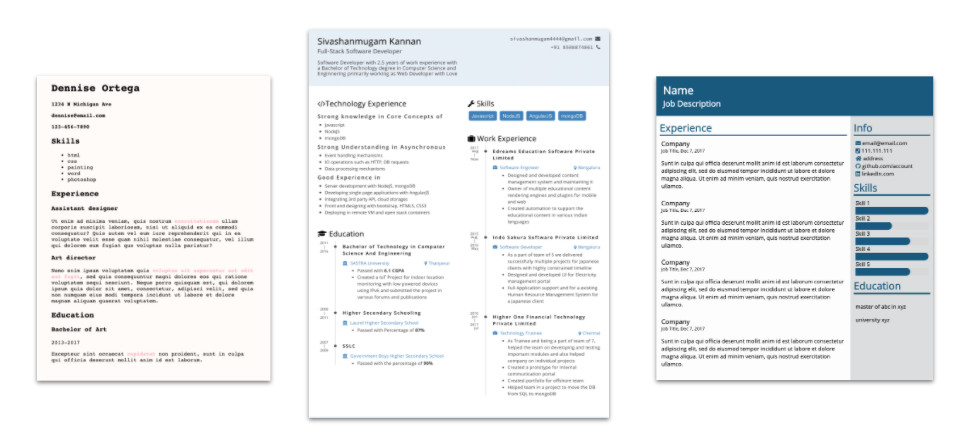 Dennise Ortega
1234 N Michigan Ave
dennise@email.com
123-456-7890
Skills
html
css
painting
word
photoshop
Experience
Assistant designer
Ut enim ad minima veniam, quis nostrum exercitationem ullam
corporis suscipit laboriosam, nisi ut aliquid ex ea commodi
consequatur? Quis autem vel eum iure reprehenderit qui in ea
voluptate velit esse quam nihil molestiae consequatur, vel illum
qui dolorem eum fugiat quo voluptas nulla pariatur?
Art director
Nemo enim ipsam voluptatem quia voluptas sit aspernatur aut odit
aut fugit, sed quia consequuntur magni dolores eos qui ratione
voluptatem sequi nesciunt. Neque porro quisquam est, qui dolorem
ipsum quia dolor sit amet, consectetur, adipisci velit, sed quia
non numquam eius modi tempora incidunt ut labore et dolore
magnam aliquam quaerat voluptatem.
Education
Bachelor of Art
2013-2017
Excepteur sint occaecat cupidatat non proident, sunt in culpa
qui officia deserunt mollit anim id est laborum.
Sivashanmugam Kannan
Full-Stack Software Developer
Software Developer with 2.5 years of work experience with
a Bachelor of Technology degree in Computer Science and
Engineering primarily working as Web Developer with Love
sivashanmugam4444@gmail.com
</>Technology Experience
Strong knowledge in Core Concepts of
Javascript
NodeJS
mongoDB
Strong Understanding in Asynchronous
Event handling mechanisms
IO operations such as HTTP, DB requests
Data processing mechanisms
Good Experience in
Server development with NodeJS, mongoDB
Developing single page applications with AngularJS
Integrating 3rd party API, cloud storages
Front end designing with bootstrap, HTML5, CSS3
Deploying in remote VM and open stack containers
Education
Bachelor of Technology in Computer
Science And Engineering
SASTRA University Thanjavur
Passed with 6.1 CGPA
Created a IoT Project for indoor location
monitoring with low powered devices
using IPv6 and submitted the project in
various forums and publications
Higher Secondary Schooling
Laurel Higher Secondary School
Passed with Percentage of 87%
SSLC
Government Boys Higher Secondary School
Passed with the percentage of 90%
Skills
Javascript NodeJS AngularJS mongoDB
Work Experience
Edreams Education Software Private
Limited
Software Engineer Bengaluru
Designed and developed content
management system and maintaining it
Owner of multiple educational content
rendering engines and plugins for mobile
and web
Created automation to support the
educational content in various Indian
languages
Indo Sakura Software Private Limited
Software Developer Bengaluru
As a part of team of 5 we delivered
successfully multiple projects for Japanese
clients with highly constrained timeline
Designed and developed UI for Electricity
management portal
Full Application support and for a existing
Human Resource Management System for
a Japanese client
Higher One Financial Technology
Private Limited
Technology Trainee Chennai
As Trainee and being a part of team of 7,
helped the team on developing and testing
important modules and also helped
company on individual projects
Created a prototype for internal
communication portal
Created portfolio for offshore team
Helped team in a project to move the DB
from SQL to mongoDB
Name
Job Description
Experience
Company
Job Title, Dec 7, 2017
Sunt in culpa qui officia deserunt mollit anim id est laborum consectetur
adipiscing elit, sed do eiusmod tempor incididunt ut labore et dolore
magna aliqua. Ut enim ad minim veniam, quis nostrud exercitation
ullamco.
Company
Job Title, Dec 7, 2017
Sunt in culpa qui officia deserunt mollit anim id est laborum consectetur
adipiscing elit, sed do eiusmod tempor incididunt ut labore et dolore
magna aliqua. Ut enim ad minim veniam, quis nostrud exercitation
ullamco.
Company
Job Title, Dec 7, 2017
Sunt in culpa qui officia deserunt mollit anim id est laborum consectetur
adipiscing elit, sed do eiusmod tempor incididunt ut labore et dolore
magna aliqua. Ut enim ad minim veniam, quis nostrud exercitation
ullamco.
Company
Job Title, Dec 7, 2017
Sunt in culpa qui officia deserunt mollit anim id est laborum consectetur
adipiscing elit, sed do eiusmod tempor incididunt ut labore et dolore
magna aliqua. Ut enim ad minim veniam, quis nostrud exercitation
ullamco.
Info
email@email.com
111.111.111
address
github.com/account
linkedin.com
Skills
Skill 1
Skill 2
Skill 3
Skill 4
Skill 5
Education
master of abc in xyz
university xyz